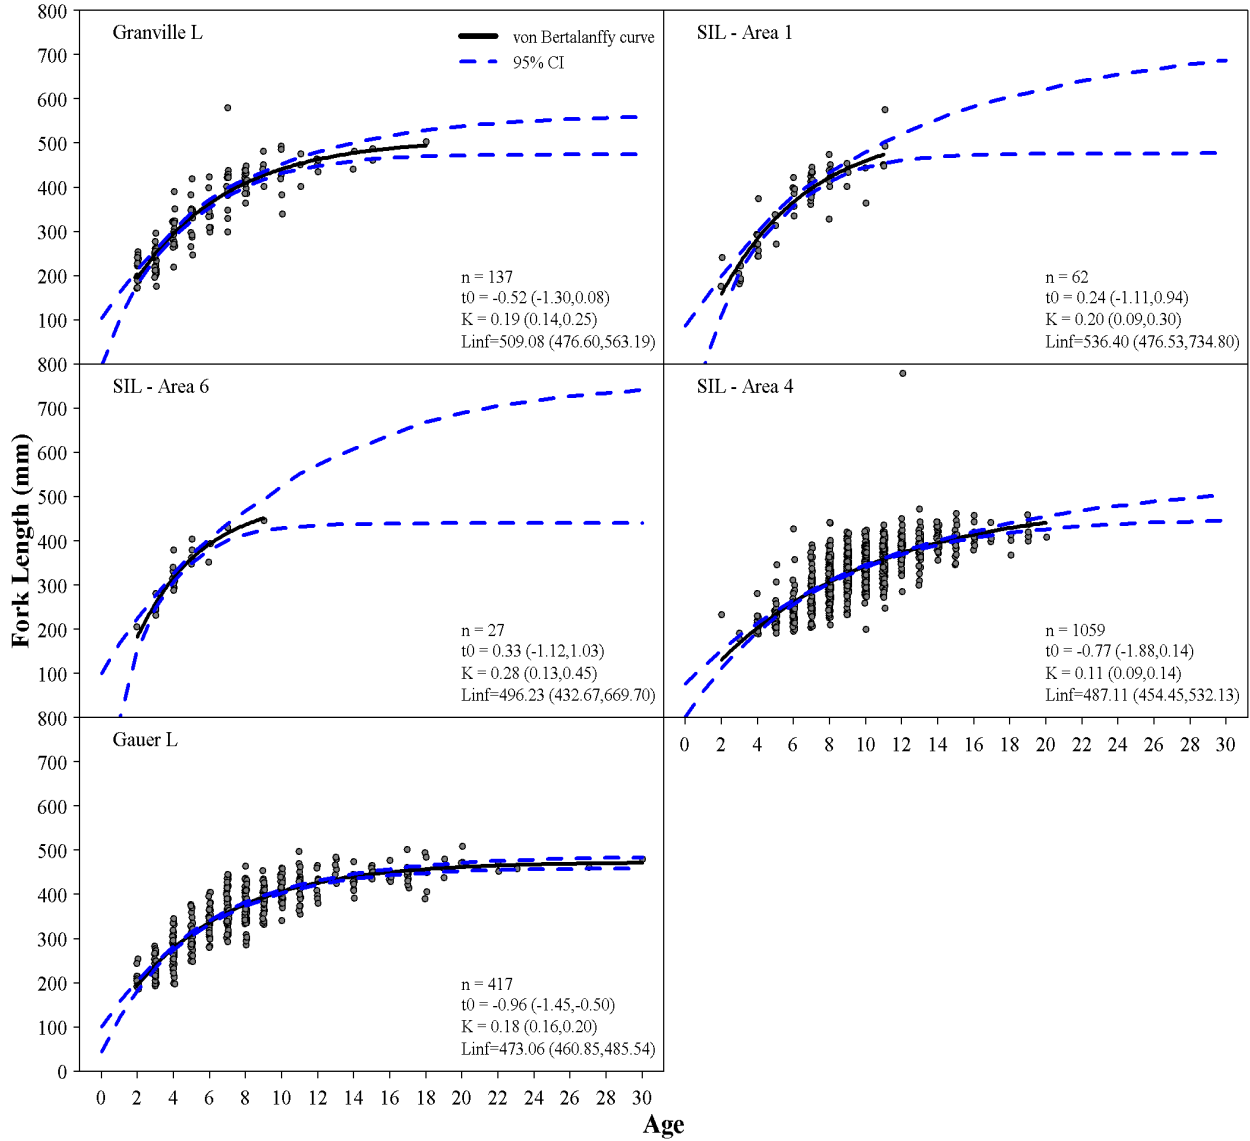 800
700
600
500
400
300
200
100
Granville L
von Bertalanffy curve
95% CI
n = 137
t0 = -0.52 (-1.30,0.08)
K = 0.19 (0.14,0.25)
Linf=509.08 (476.60,563.19)
SIL - Area 1
n = 62
t0 = 0.24 (-1.11,0.94)
K = 0.20 (0.09,0.30)
Linf=536.40 (476.53,734.80)
Fork Length (mm)
800
700
600
500
400
300
200
100
SIL - Area 6
n = 27
t0 = 0.33 (-1.12,1.03)
K = 0.28 (0.13,0.45)
Linf=496.23 (432.67,669.70)
SIL - Area 4
n = 1059
t0 = -0.77 (-1.88,0.14)
K = 0.11 (0.09,0.14)
Linf=487.11 (454.45,532.13)
0 2 4 6 8 10 12 14 16 18 20 22 24 26 28 30
800
700
600
500
400
300
200
100
0
Gauer L
n = 417
t0 = -0.96 (-1.45,-0.50)
K = 0.18 (0.16,0.20)
Linf=473.06 (460.85,485.54)
0 2 4 6 8 10 12 14 16 18 20 22 24 26 28 30
Age